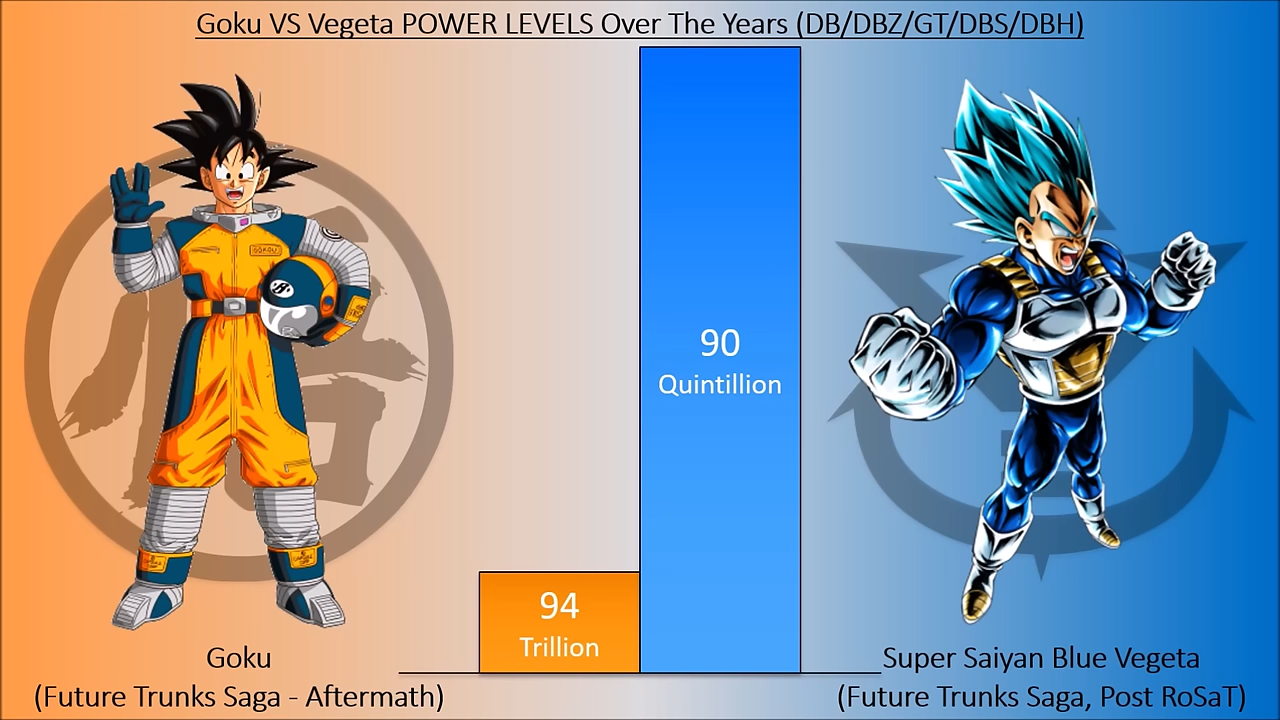 Goku VS Vegeta POWER LEVELS Over The Years (DB/DBZ/GT/DBS/DBH)
GOKOU
90
Quintillion
94
Trillion
Goku
(Future Trunks Saga - Aftermath)
Super Saiyan Blue Vegeta
(Future Trunks Saga, Post RoSaT)